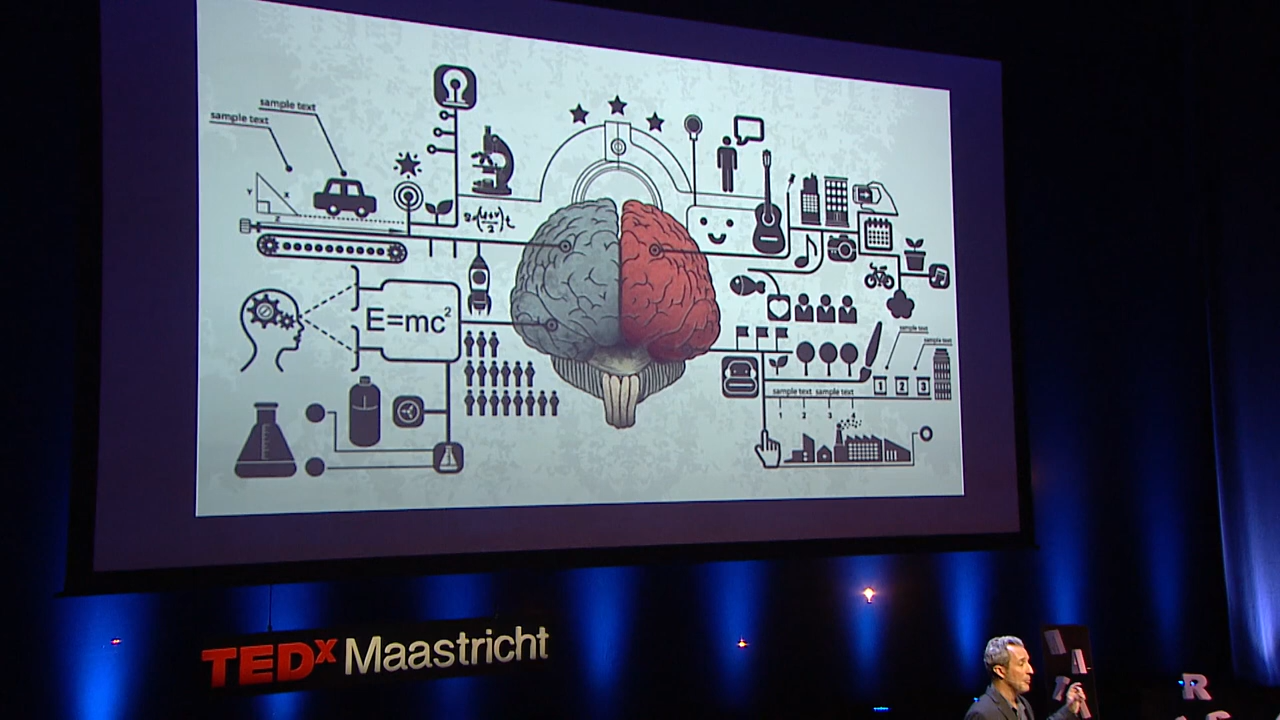 sample text
sample text
Y
X
Z
E=mc²
sample text
sample text
1 2 3
sample text sample text
1 2 3 4
TEDx Maastricht
A
R